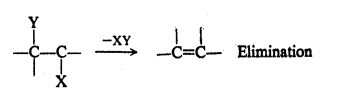 Y
–C–C– –XY –C=C– Elimination
X